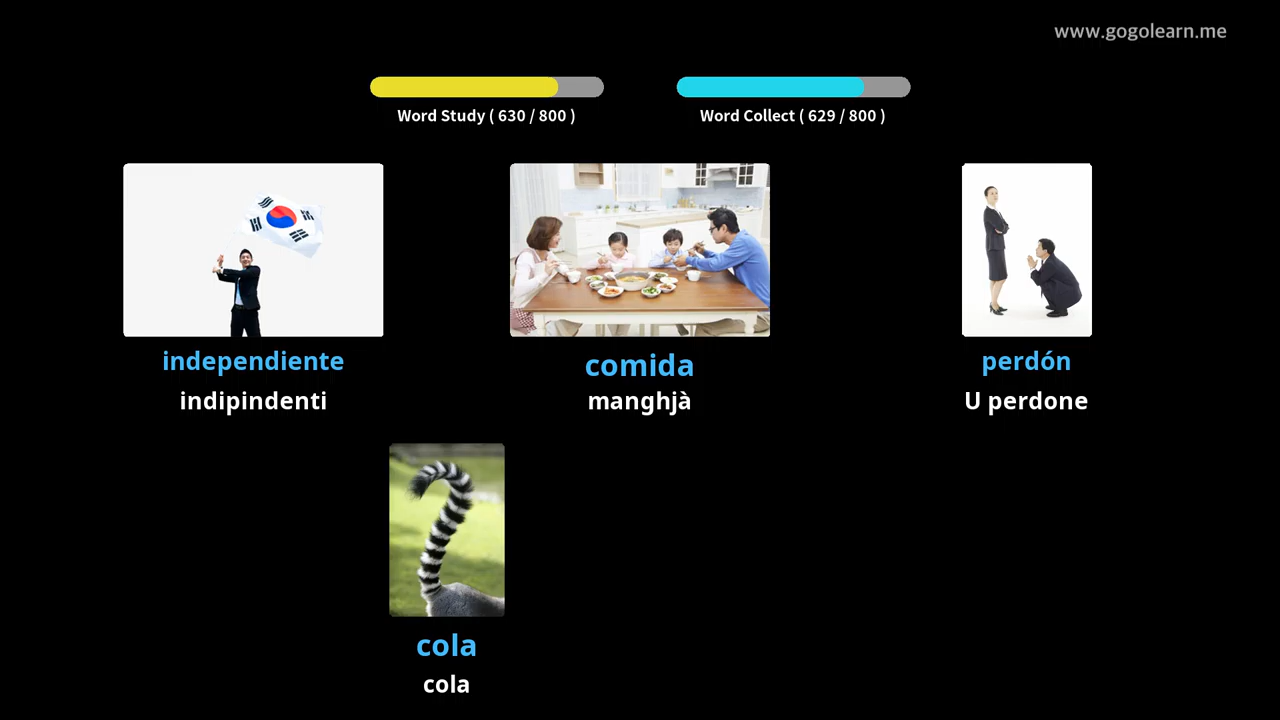 www.gogolearn.me
Word Study ( 630 / 800 )
Word Collect ( 629 / 800 )
independiente
indipindenti
comida
manghjà
perdón
U perdone
cola
cola